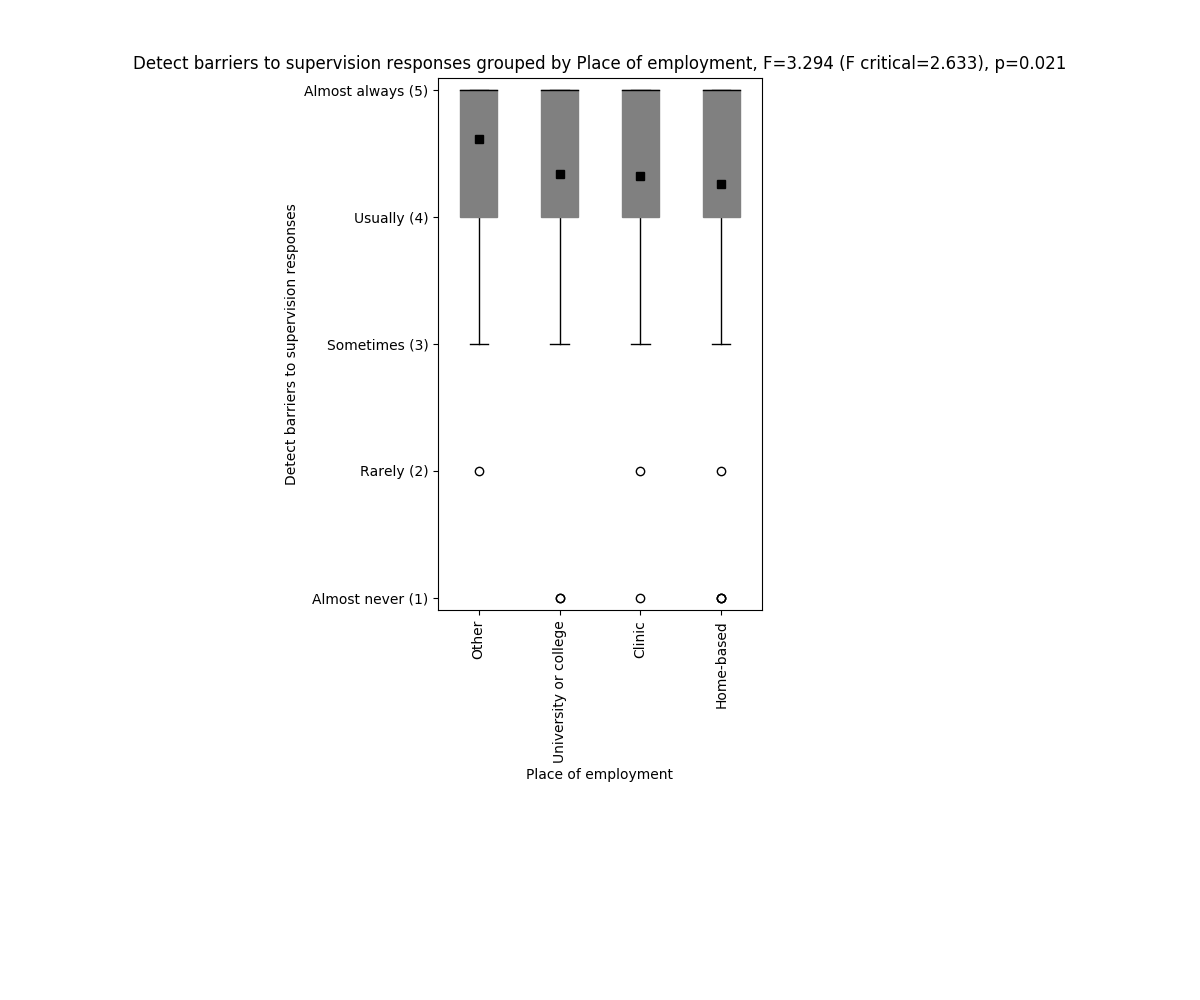 Detect barriers to supervision responses grouped by Place of employment, F=3.294 (F critical=2.633), p=0.021
Almost always (5)
Usually (4)
Sometimes (3)
Rarely (2)
Almost never (1)
Detect barriers to supervision responses
Other
University or college
Clinic
Home-based
Place of employment